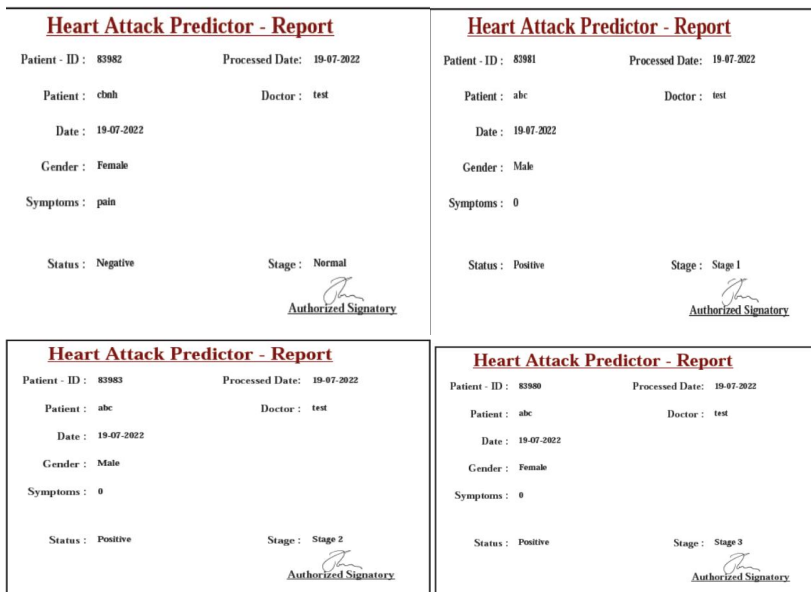 Heart Attack Predictor - Report
Patient - ID : 83982 Processed Date: 19-07-2022
Patient : cbnh Doctor : test
Date : 19-07-2022
Gender : Female
Symptoms : pain
Status : Negative Stage : Normal
Authorized Signatory
Heart Attack Predictor - Report
Patient - ID : 83981 Processed Date: 19-07-2022
Patient : abc Doctor : test
Date : 19-07-2022
Gender : Male
Symptoms : 0
Status : Positive Stage : Stage 1
Authorized Signatory
Heart Attack Predictor - Report
Patient - ID : 83983 Processed Date: 19-07-2022
Patient : abc Doctor : test
Date : 19-07-2022
Gender : Male
Symptoms : 0
Status : Positive Stage : Stage 2
Authorized Signatory
Heart Attack Predictor - Report
Patient - ID : 83980 Processed Date: 19-07-2022
Patient : abc Doctor : test
Date : 19-07-2022
Gender : Female
Symptoms : 0
Status : Positive Stage : Stage 3
Authorized Signatory